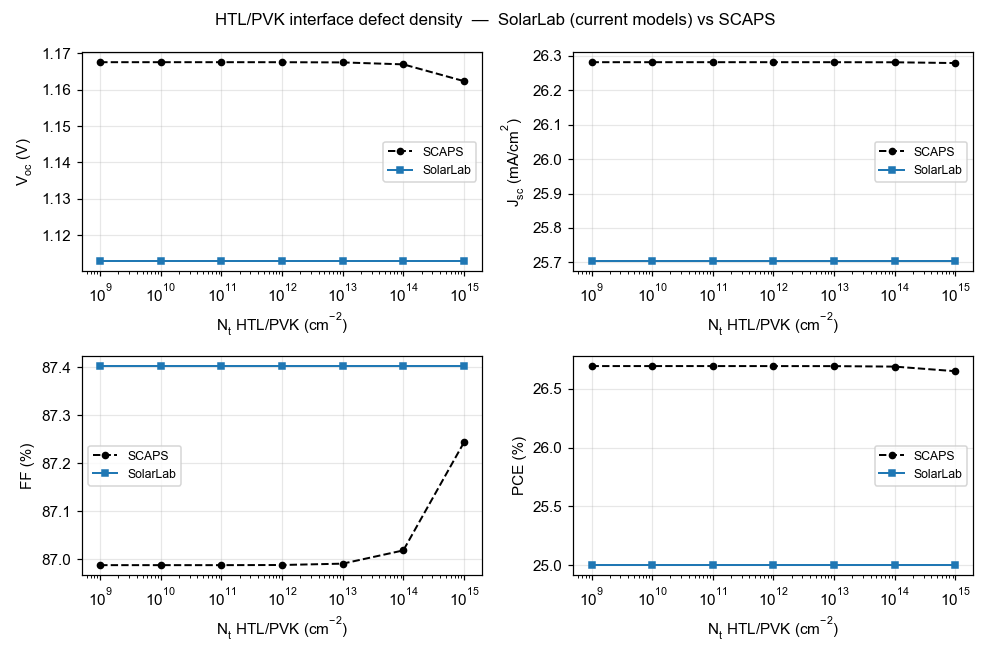 HTL/PVK interface defect density — SolarLab (current models) vs SCAPS
1.17
1.16
1.15
1.14
1.13
1.12
V_oc (V)
SCAPS
SolarLab
10^9
10^10
10^11
10^12
10^13
10^14
10^15
N_t HTL/PVK (cm^−2)
26.3
26.2
26.1
26.0
25.9
25.8
25.7
J_sc (mA/cm^2)
SCAPS
SolarLab
10^9
10^10
10^11
10^12
10^13
10^14
10^15
N_t HTL/PVK (cm^−2)
87.4
87.3
87.2
87.1
87.0
FF (%)
SCAPS
SolarLab
10^9
10^10
10^11
10^12
10^13
10^14
10^15
N_t HTL/PVK (cm^−2)
26.5
26.0
25.5
25.0
PCE (%)
SCAPS
SolarLab
10^9
10^10
10^11
10^12
10^13
10^14
10^15
N_t HTL/PVK (cm^−2)